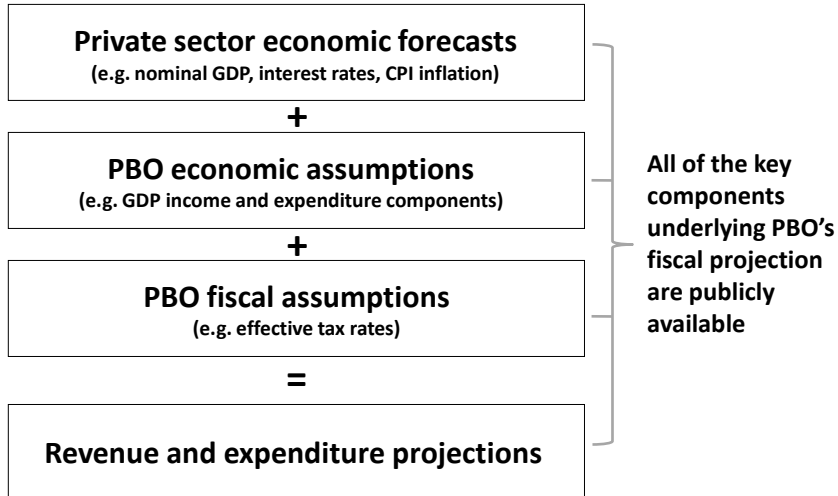 Private sector economic forecasts
(e.g. nominal GDP, interest rates, CPI inflation)
+
PBO economic assumptions
(e.g. GDP income and expenditure components)
+
PBO fiscal assumptions
(e.g. effective tax rates)
=
Revenue and expenditure projections
All of the key
components
underlying PBO’s
fiscal projection
are publicly
available